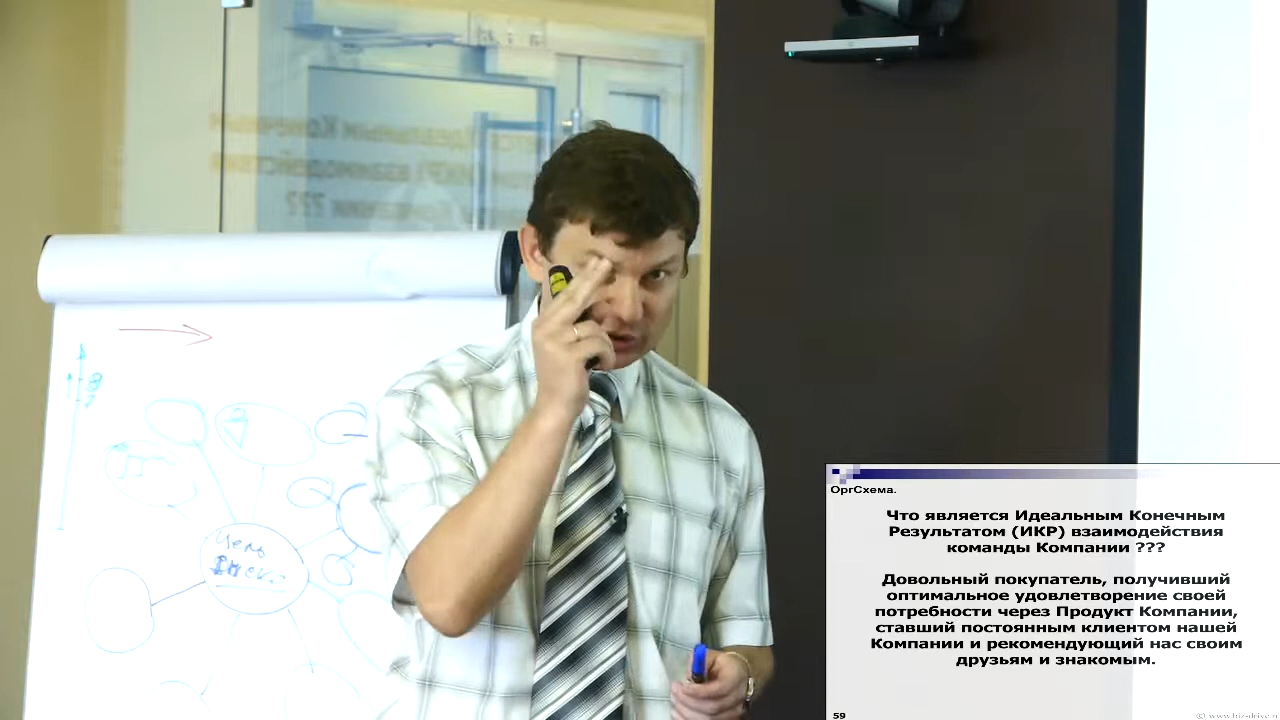 Цель
ОргСхема.
Что является Идеальным Конечным
Результатом (ИКР) взаимодействия
команды Компании ???
Довольный покупатель, получивший
оптимальное удовлетворение своей
потребности через Продукт Компании,
ставший постоянным клиентом нашей
Компании и рекомендующий нас своим
друзьям и знакомым.
59